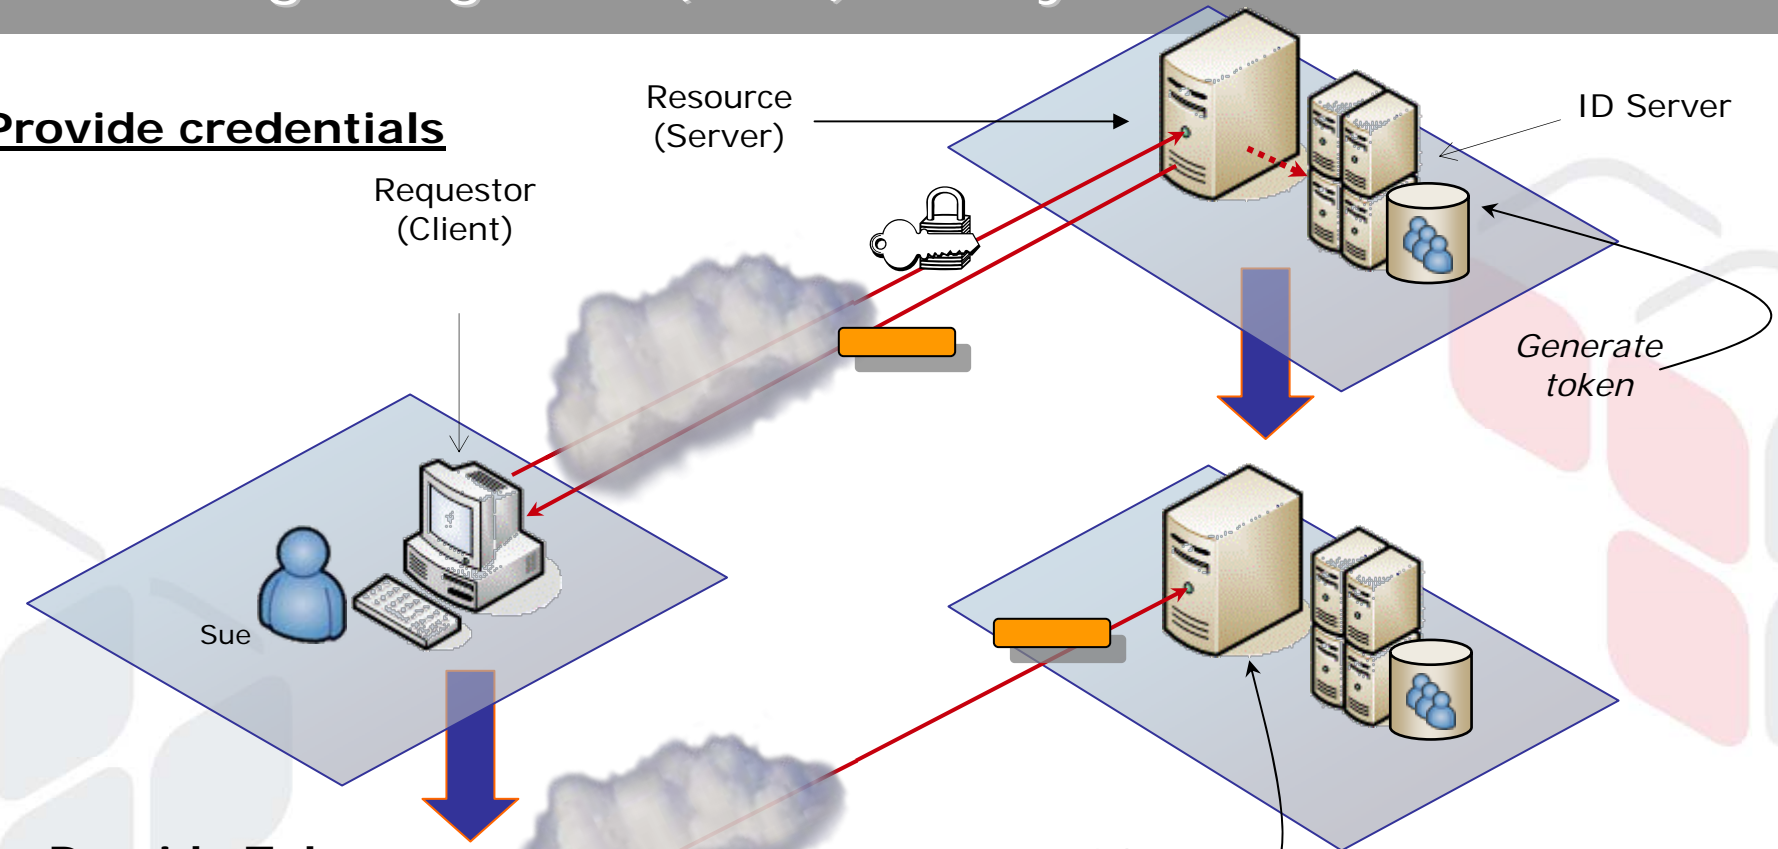 Provide credentials
Resource
(Server)
ID Server
Requestor
(Client)
Generate
token
Sue